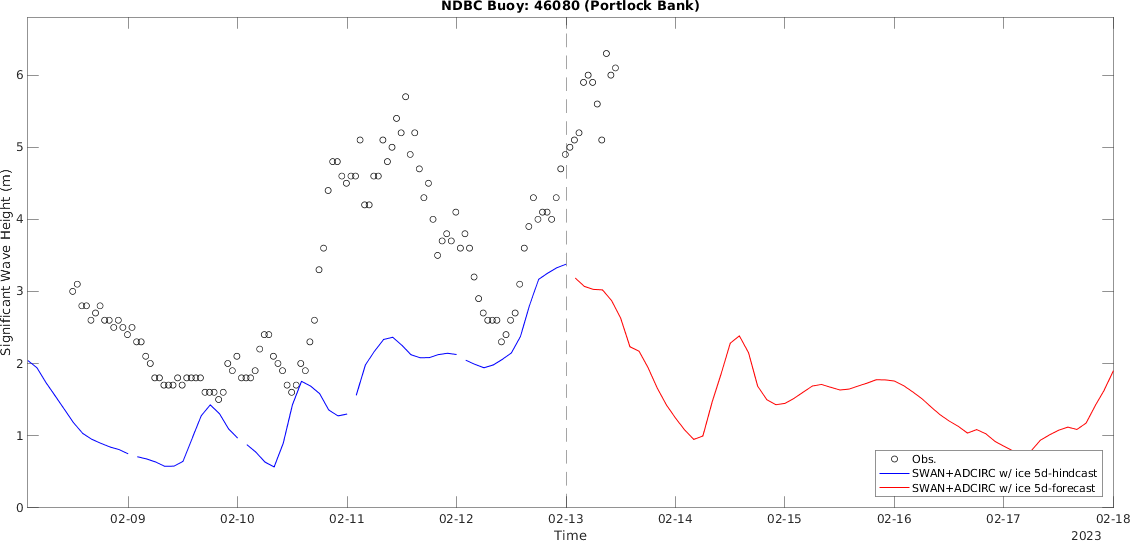 NDBC Buoy: 46080 (Portlock Bank)
Significant Wave Height (m)
6
5
4
3
2
1
0
Obs.
SWAN+ADCIRC w/ ice 5d-hindcast
SWAN+ADCIRC w/ ice 5d-forecast
02-09 02-10 02-11 02-12 02-13 02-14 02-15 02-16 02-17 02-18
Time
2023